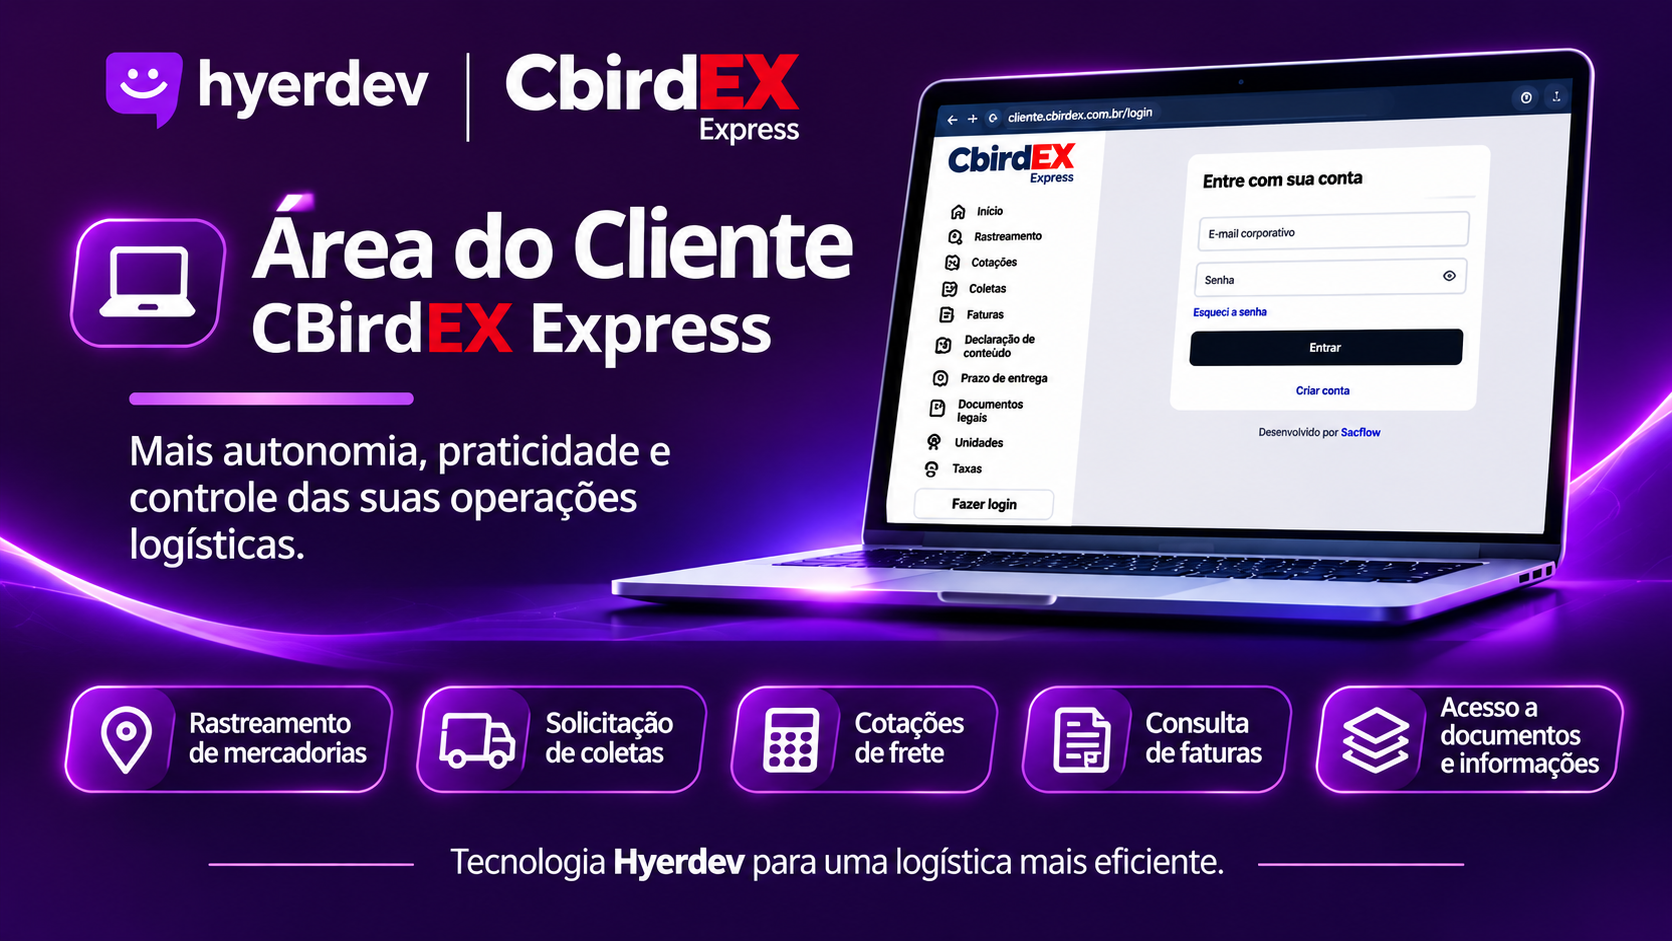 hyerdev
CbirdEX
Express
Área do Cliente
CBirdEX Express
Mais autonomia, praticidade e
controle das suas operações
logísticas.
cliente.cbirdex.com.br/login
CbirdEX
Express
Início
Rastreamento
Cotações
Coletas
Faturas
Declaração de
conteúdo
Prazo de entrega
Documentos
legais
Unidades
Taxas
Fazer login
Entre com sua conta
E-mail corporativo
Senha
Esqueci a senha
Entrar
Criar conta
Desenvolvido por Sacflow
Rastreamento
de mercadorias
Solicitação
de coletas
Cotações
de frete
Consulta
de faturas
Acesso a
documentos
e informações
Tecnologia Hyerdev para uma logística mais eficiente.